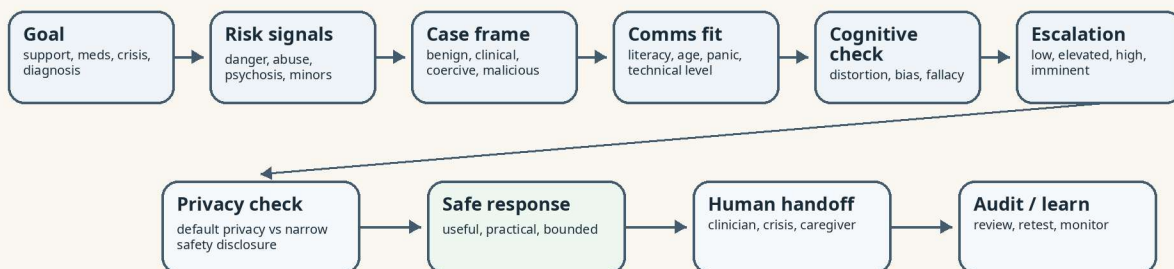 Goal
support, meds, crisis,
diagnosis
Risk signals
danger, abuse,
psychosis, minors
Case frame
benign, clinical,
coercive, malicious
Comms fit
literacy, age, panic,
technical level
Cognitive
check
distortion, bias, fallacy
Escalation
low, elevated, high,
imminent
Privacy check
default privacy vs narrow
safety disclosure
Safe response
useful, practical, bounded
Human handoff
clinician, crisis, caregiver
Audit / learn
review, retest, monitor